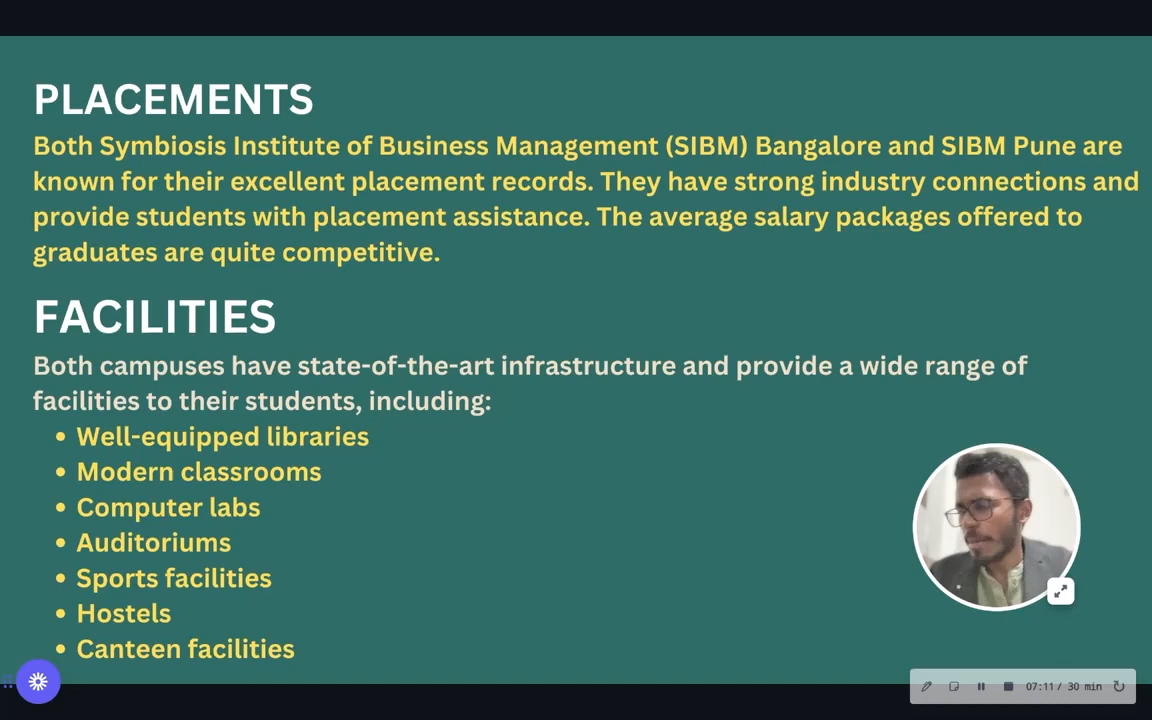 PLACEMENTS
Both Symbiosis Institute of Business Management (SIBM) Bangalore and SIBM Pune are
known for their excellent placement records. They have strong industry connections and
provide students with placement assistance. The average salary packages offered to
graduates are quite competitive.
FACILITIES
Both campuses have state-of-the-art infrastructure and provide a wide range of
facilities to their students, including:
• Well-equipped libraries
• Modern classrooms
• Computer labs
• Auditoriums
• Sports facilities
• Hostels
• Canteen facilities
07:11 / 30 min